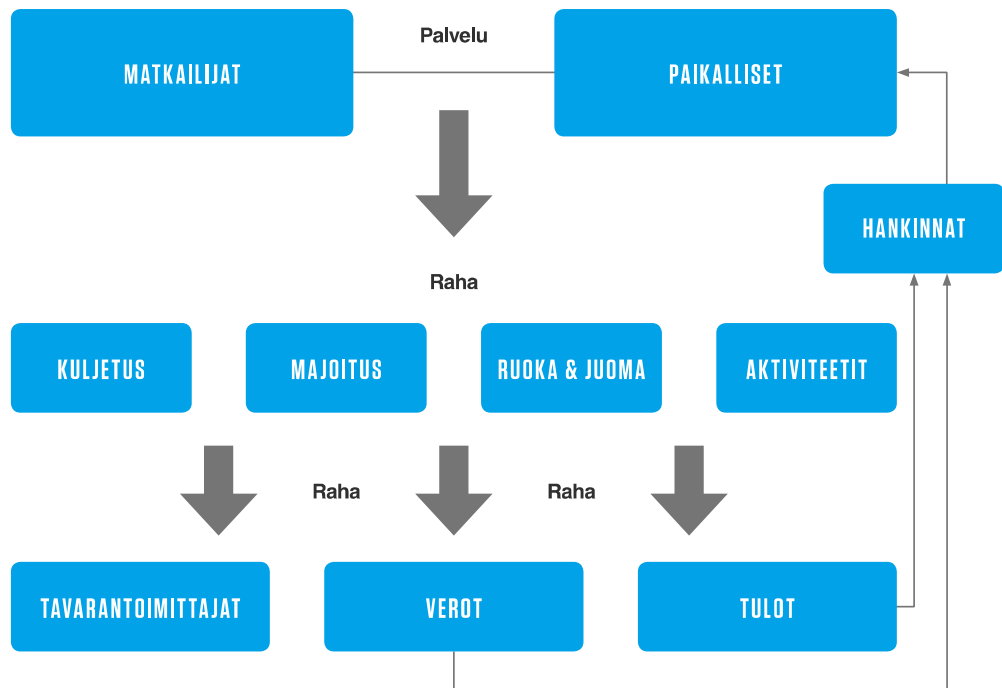 Palvelu
MATKAILIJAT
PAIKALLISET
HANKINNAT
Raha
KULJETUS
MAJOITUS
RUOKA & JUOMA
AKTIVITEETIT
Raha
Raha
TAVARANTOIMITTAJAT
VEROT
TULOT